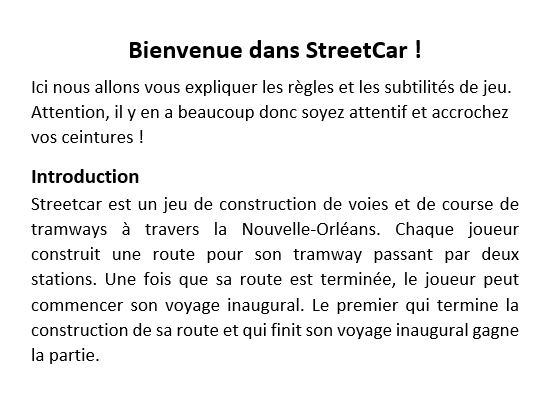 Bienvenue dans StreetCar !
Ici nous allons vous expliquer les règles et les subtilités de jeu.
Attention, il y en a beaucoup donc soyez attentif et accrochez
vos ceintures !
Introduction
Streetcar est un jeu de construction de voies et de course de
tramways à travers la Nouvelle-Orléans. Chaque joueur
construit une route pour son tramway passant par deux
stations. Une fois que sa route est terminée, le joueur peut
commencer son voyage inaugural. Le premier qui termine la
construction de sa route et qui finit son voyage inaugural gagne
la partie.